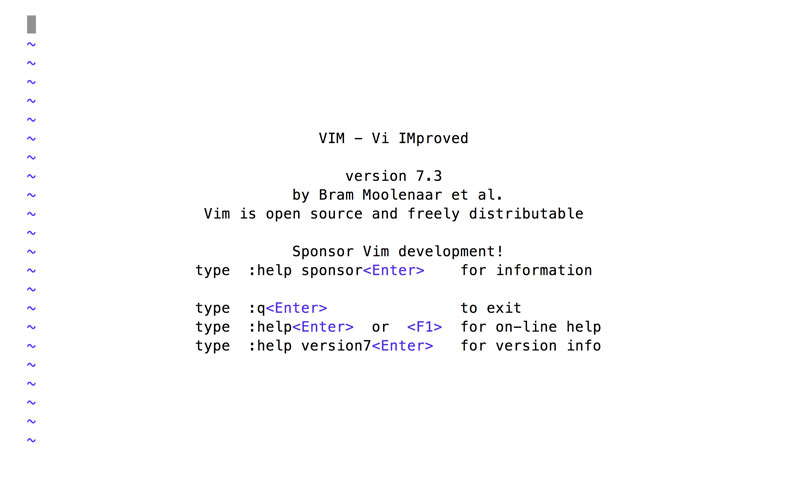 ~
~
~
~
~
~ VIM - Vi IMproved
~
~ version 7.3
~ by Bram Moolenaar et al.
~ Vim is open source and freely distributable
~
~ Sponsor Vim development!
~ type  :help sponsor<Enter>    for information
~
~ type  :q<Enter>               to exit
~ type  :help<Enter>  or  <F1>  for on-line help
~ type  :help version7<Enter>   for version info
~
~
~
~
~